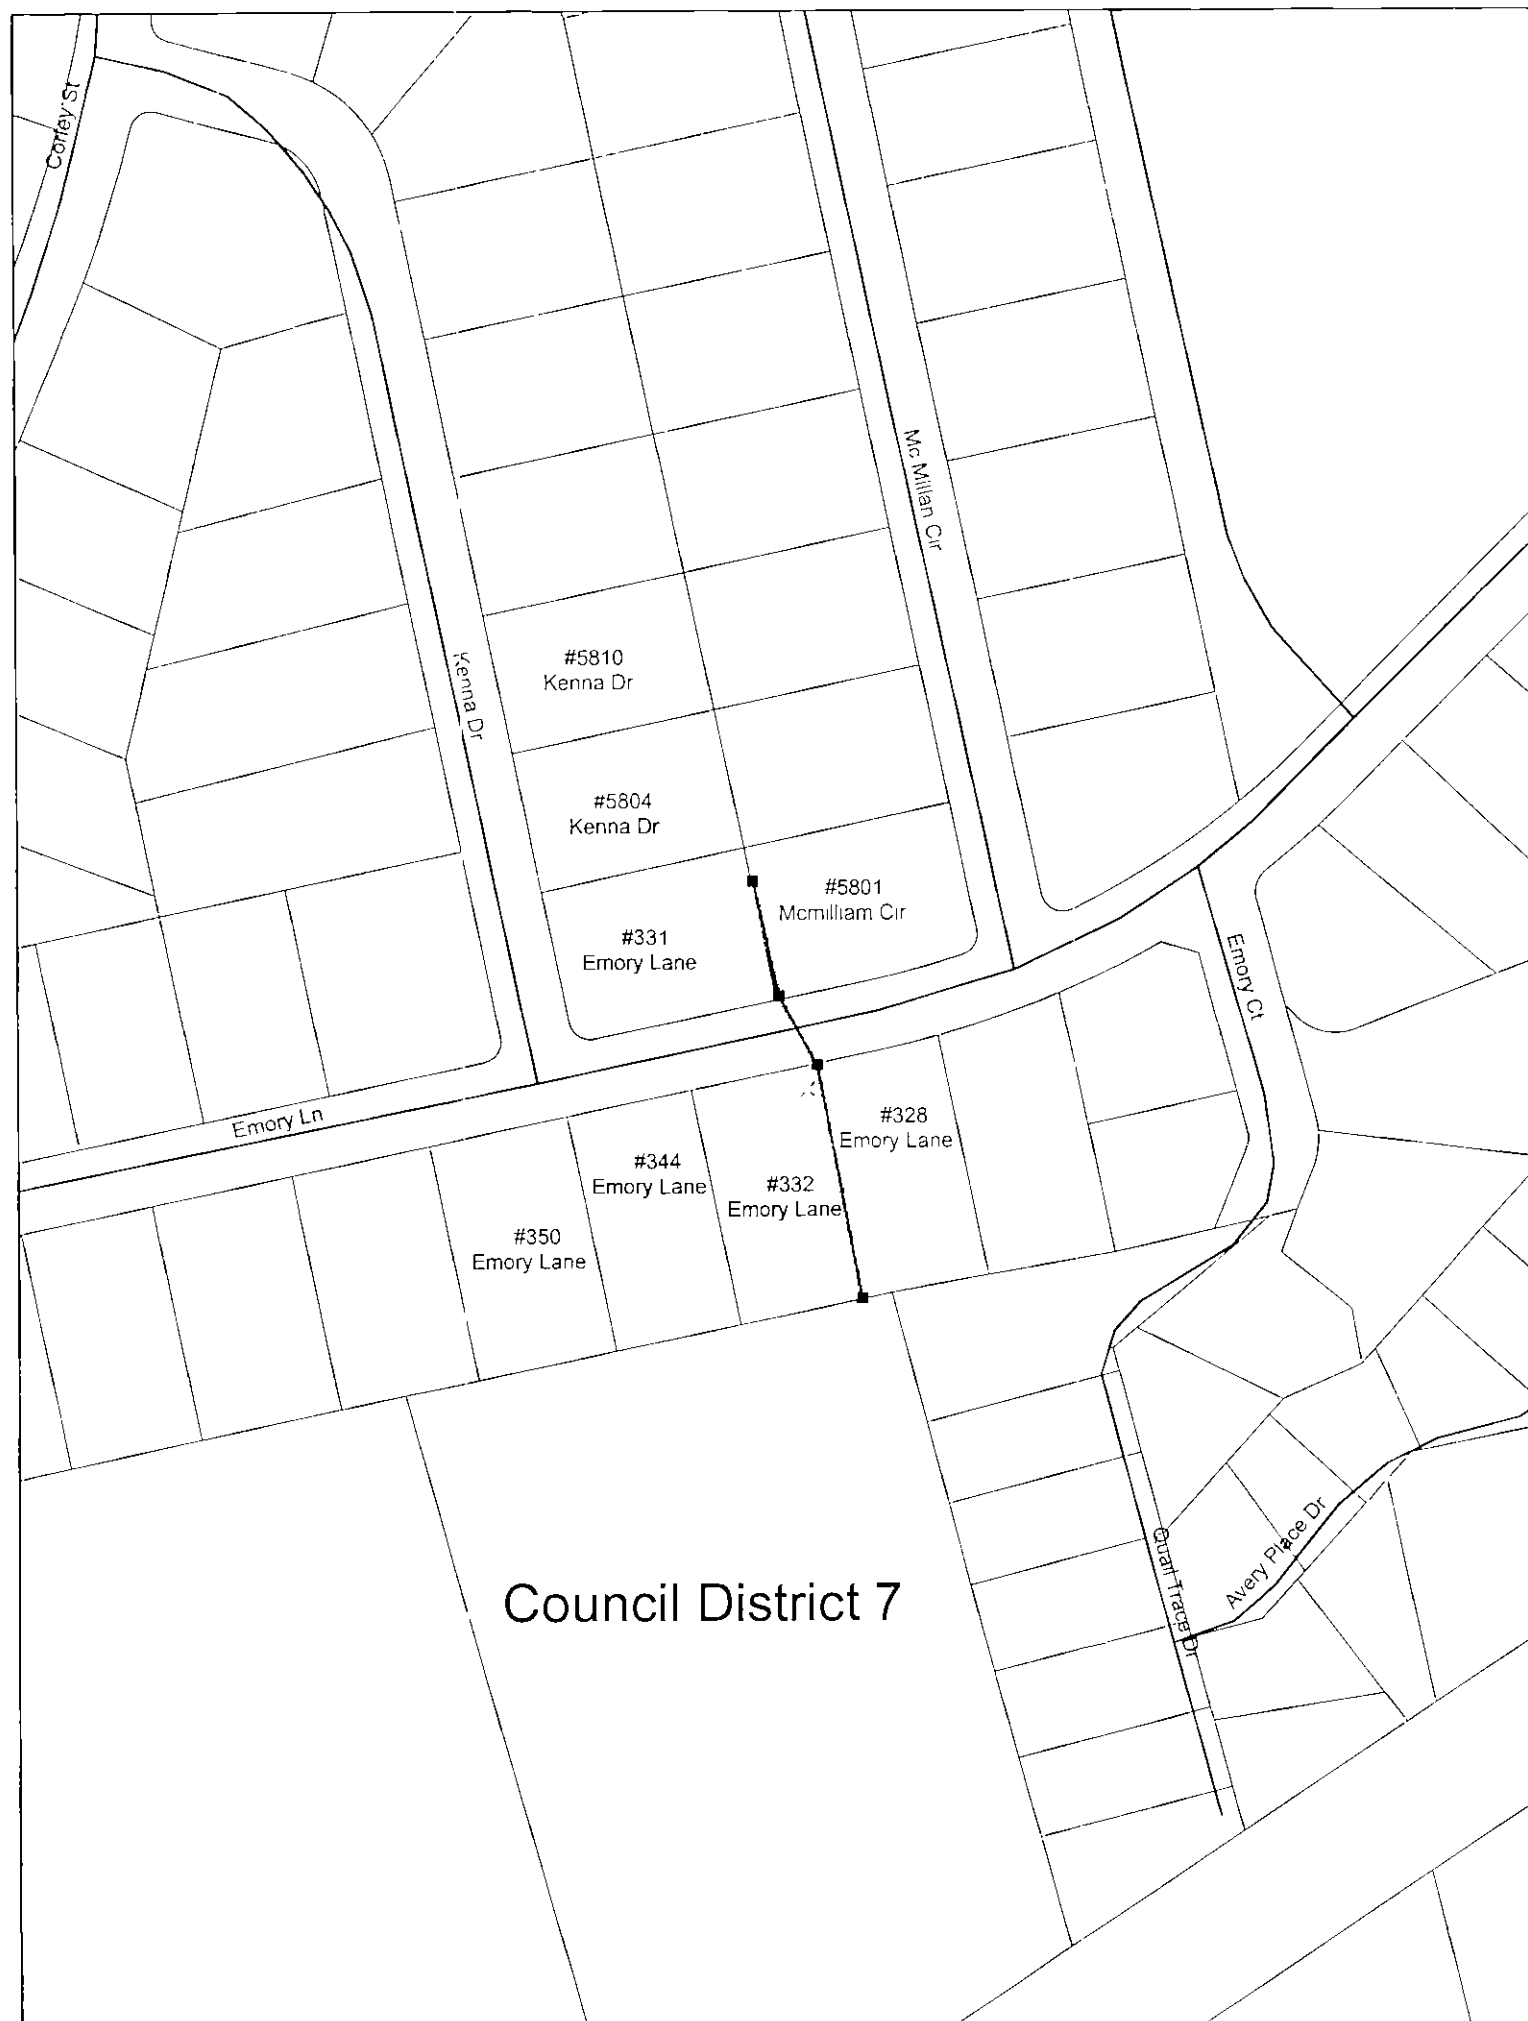 Corley St
Mc Millan Cir
#5810
Kenna Dr
Kenna Dr
#5804
Kenna Dr
#5801
Mcmilliam Cir
#331
Emory Lane
Emory Ct
Emory Ln
#328
Emory Lane
#344
Emory Lane
#332
Emory Lane
#350
Emory Lane
Avery Place Dr
Quail Trace Dr
Council District 7